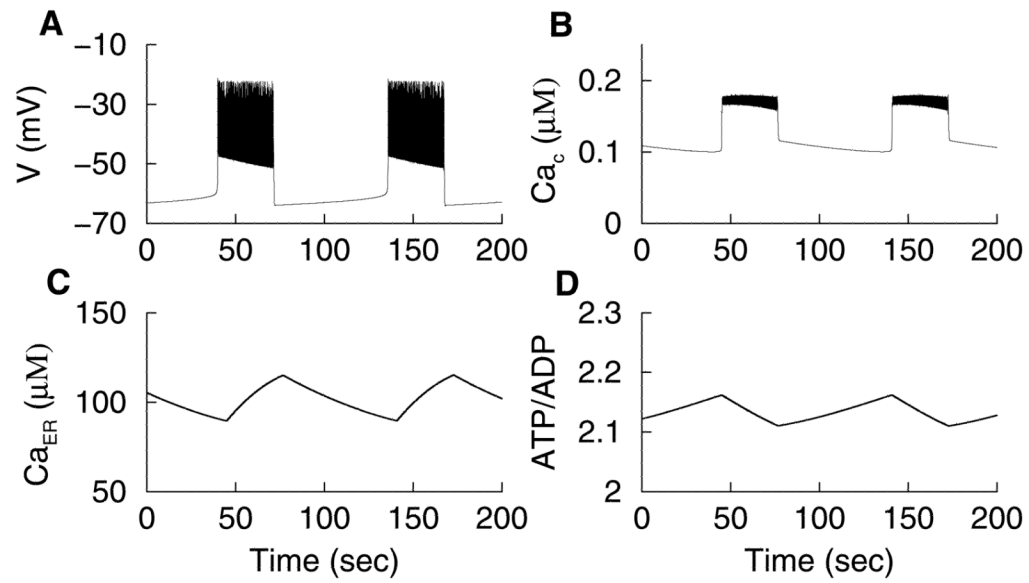 A
V (mV)
−10
−30
−50
−70
0 50 100 150 200
B
Ca_c (μM)
0.2
0.1
0
0 50 100 150 200
C
Ca_ER (μM)
150
100
50
0 50 100 150 200
Time (sec)
D
ATP/ADP
2.3
2.2
2.1
2
0 50 100 150 200
Time (sec)